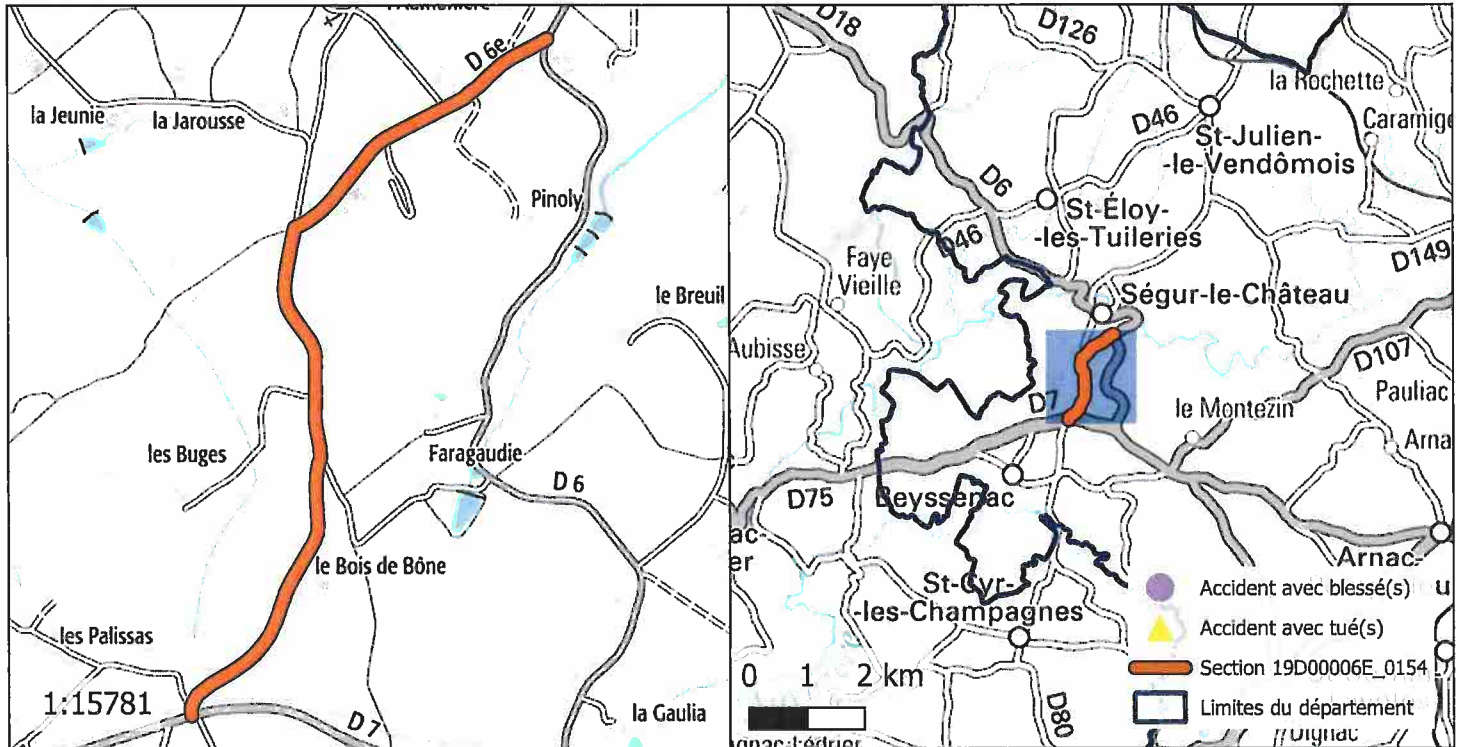 D 6e
la Jeunie
la Jarousse
Pinoly
le Breuil
les Buges
Faragaudie
D 6
le Bois de Bône
les Palissas
1:15781
D 7
la Gaulia
D18
D126
la Rochette
D46
Caramige
St-Julien-
-le-Vendômois
D6
St-Éloy-
-les-Tuileries
D46
D149
Faye
Vieille
Ségur-le-Château
Aubisse
D107
Pauliac
D7
le Montezin
Arna
D75
Beyssenac
ac-
er
Arnac-
St-Cyr-
-les-Champagnes
Accident avec blessé(s)
u
Accident avec tué(s)
0 1 2 km
Section 19D00006E_0154
D80
Limites du département